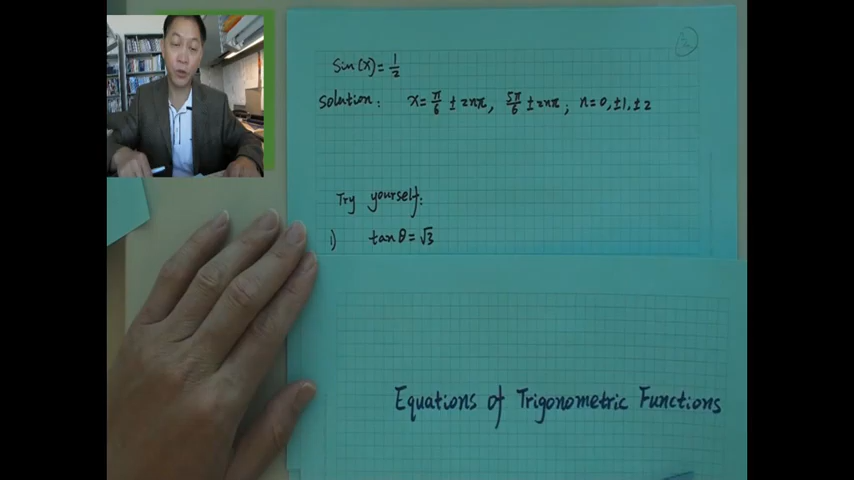 Sin(x) = 1/2
Solution: x = π/6 ± 2nπ, 5π/6 ± 2nπ; n = 0, ±1, ±2
Try yourself:
1) tan θ = √3
Equations of Trigonometric Functions